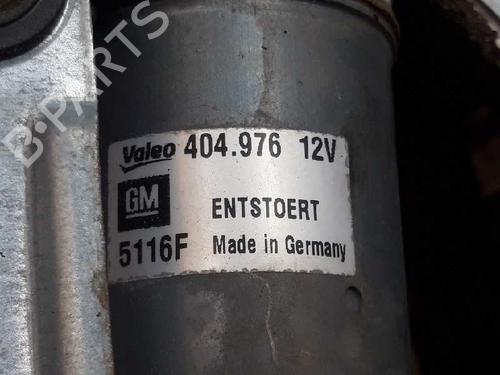 B-PARTS
Valeo 404.976 12V
GM ENTSTOERT
5116F Made in Germany